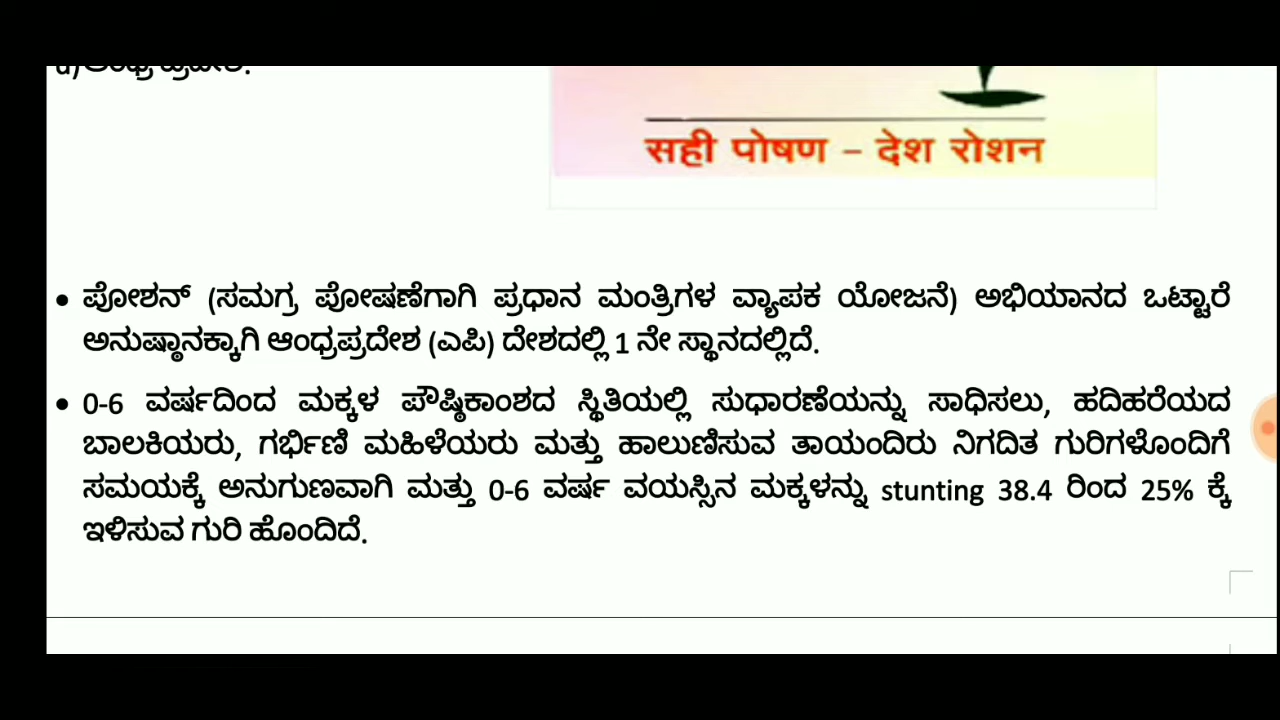 सही पोषण – देश रोशन
• ಪೋಶನ್ (ಸಮಗ್ರ ಪೋಷಣೆಗಾಗಿ ಪ್ರಧಾನ ಮಂತ್ರಿಗಳ ವ್ಯಾಪಕ ಯೋಜನೆ) ಅಭಿಯಾನದ ಒಟ್ಟಾರೆ
ಅನುಷ್ಠಾನಕ್ಕಾಗಿ ಆಂಧ್ರಪ್ರದೇಶ (ಎಪಿ) ದೇಶದಲ್ಲಿ 1 ನೇ ಸ್ಥಾನದಲ್ಲಿದೆ.
• 0-6 ವರ್ಷದಿಂದ ಮಕ್ಕಳ ಪೌಷ್ಠಿಕಾಂಶದ ಸ್ಥಿತಿಯಲ್ಲಿ ಸುಧಾರಣೆಯನ್ನು ಸಾಧಿಸಲು, ಹದಿಹರೆಯದ
ಬಾಲಕಿಯರು, ಗರ್ಭಿಣಿ ಮಹಿಳೆಯರು ಮತ್ತು ಹಾಲುಣಿಸುವ ತಾಯಂದಿರು ನಿಗದಿತ ಗುರಿಗಳೊಂದಿಗೆ
ಸಮಯಕ್ಕೆ ಅನುಗುಣವಾಗಿ ಮತ್ತು 0-6 ವರ್ಷ ವಯಸ್ಸಿನ ಮಕ್ಕಳನ್ನು stunting 38.4 ರಿಂದ 25% ಕ್ಕೆ
ಇಳಿಸುವ ಗುರಿ ಹೊಂದಿದೆ.